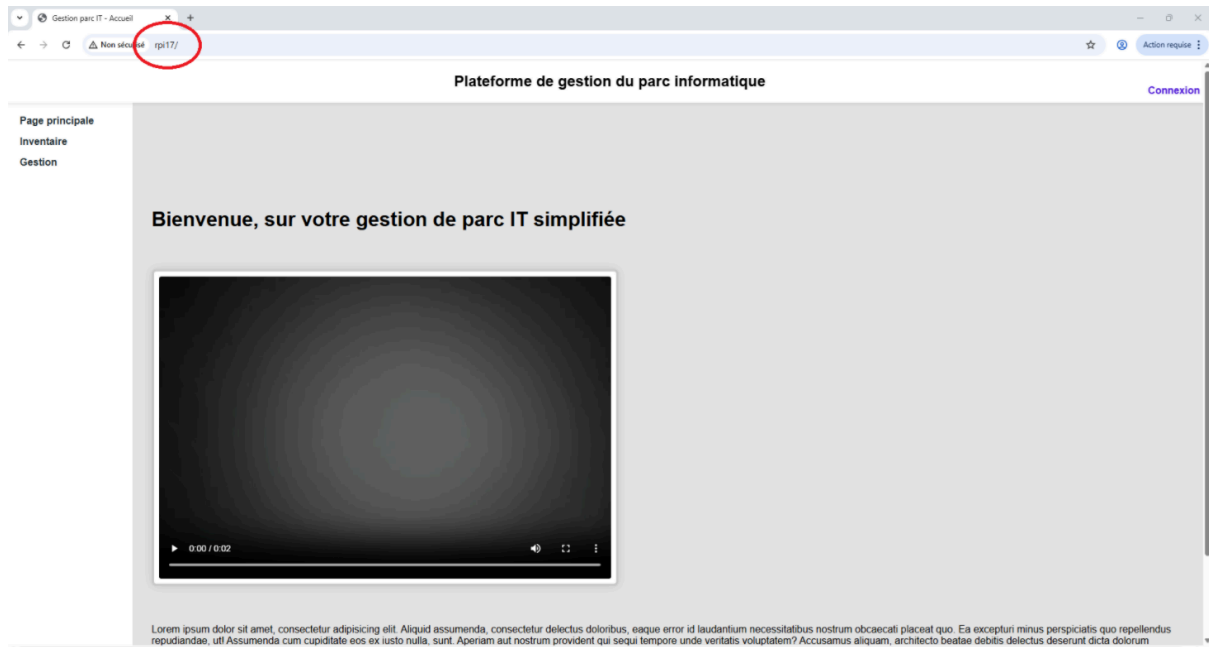 Gestion parc IT - Accueil
Non sécurisé rpi17/
Action requise
Plateforme de gestion du parc informatique
Connexion
Page principale
Inventaire
Gestion
Bienvenue, sur votre gestion de parc IT simplifiée
0:00 / 0:02
Lorem ipsum dolor sit amet, consectetur adipisicing elit. Aliquid assumenda, consectetur delectus doloribus, eaque error id laudantium necessitatibus nostrum obcaecati placeat quo. Ea excepturi minus perspiciatis quo repellendus
repudiandae, ut! Assumenda cum cupiditate eos ex iusto nulla, sunt. Aperiam aut nostrum provident qui sequi tempore unde veritatis voluptatem? Accusamus aliquam, architecto beatae debitis delectus deserunt dicta dolorum